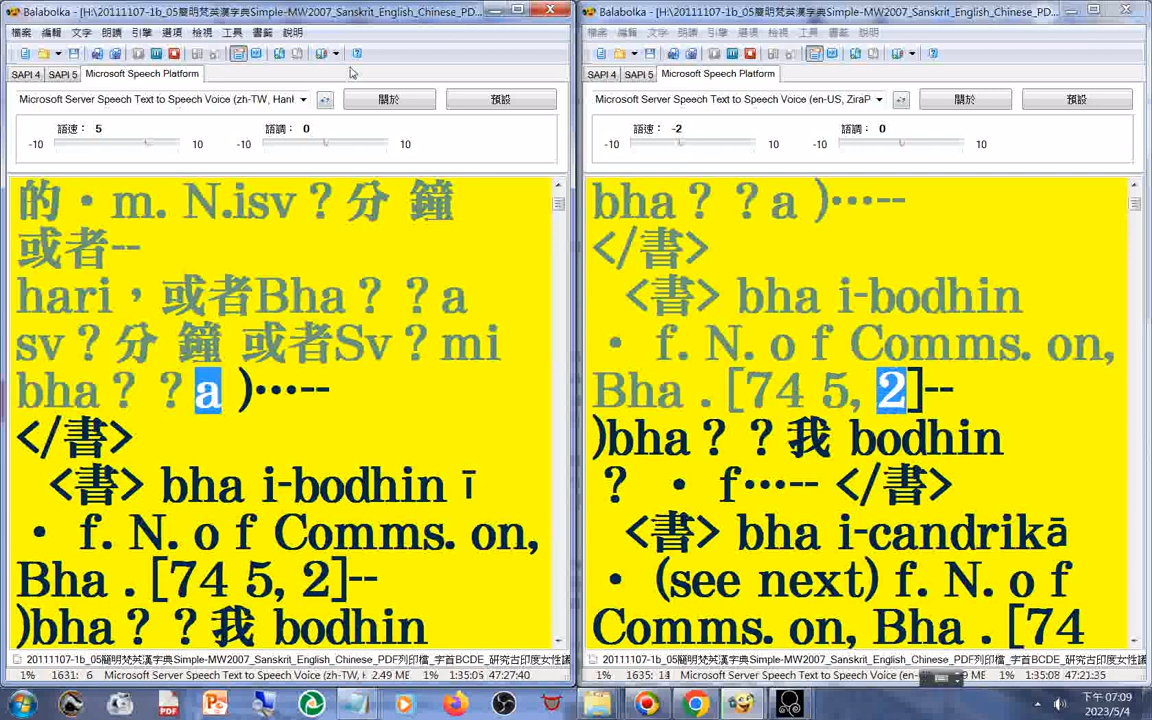 Balabolka - [H:\20111107-1b_05簡明梵英漢字典Simple-MW2007_Sanskrit_English_Chinese_PD...
檔案 編輯 文字 朗讀 引擎 選項 檢視 工具 書籤 說明
SAPI 4 SAPI 5 Microsoft Speech Platform
Microsoft Server Speech Text to Speech Voice (zh-TW, Hanl 關於 預設
語速： 5 語調： 0
-10 10 -10 10
的・m. N.isv？分 鐘
或者--
hari，或者Bha？？a
sv？分 鐘 或者Sv？mi
bha？？a )…--
</書>
<書> bha i-bodhin ī
• f. N. o f Comms. on,
Bha . [74 5, 2]--
)bha？？我 bodhin
20111107-1b_05簡明梵英漢字典Simple-MW2007_Sanskrit_English_Chinese_PDF列印檔_字首BCDE_研究古印度女性議
1% 1631: 6 Microsoft Server Speech Text to Speech Voice (zh-TW, H 2.49 ME 1% 1:35:05 47:27:40
Balabolka - [H:\20111107-1b_05簡明梵英漢字典Simple-MW2007_Sanskrit_English_Chinese_PD...
檔案 編輯 文字 朗讀 引擎 選項 檢視 工具 書籤 說明
SAPI 4 SAPI 5 Microsoft Speech Platform
Microsoft Server Speech Text to Speech Voice (en-US, ZiraP 關於 預設
語速： -2 語調： 0
-10 10 -10 10
bha？？a )…--
</書>
<書> bha i-bodhin
• f. N. o f Comms. on,
Bha . [74 5, 2]--
)bha？？我 bodhin
？ • f…-- </書>
<書> bha i-candrikā
• (see next) f. N. o f
Comms. on, Bha . [74
20111107-1b_05簡明梵英漢字典Simple-MW2007_Sanskrit_English_Chinese_PDF列印檔_字首BCDE_研究古印度女性議
1% 1635: 14 Microsoft Server Speech Text to Speech Voice (en-U 9 ME 1% 1:35:08 47:21:35
下午 07:09
2023/5/4